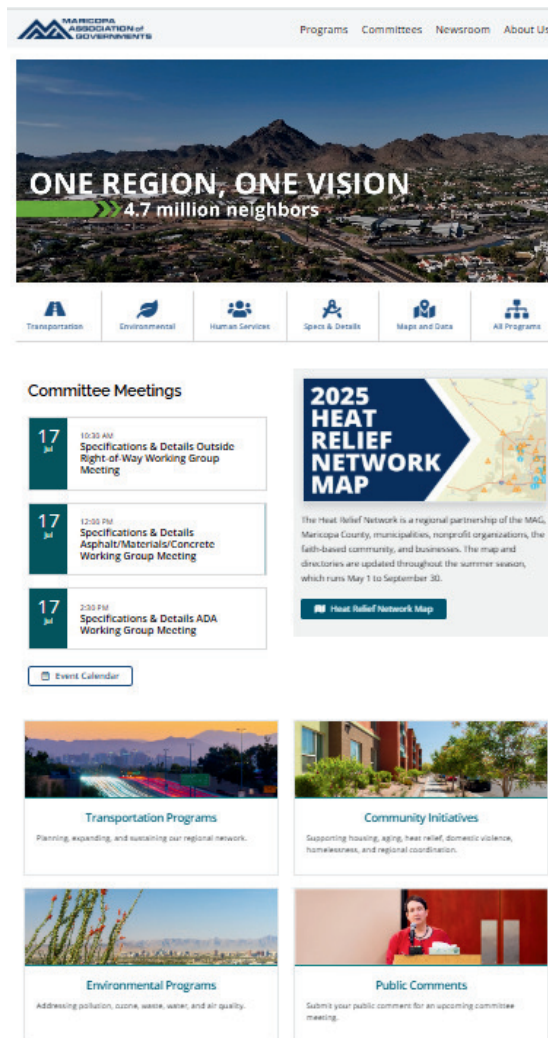 MARICOPA
ASSOCIATION of
GOVERNMENTS
Programs Committees Newsroom About Us
ONE REGION, ONE VISION
4.7 million neighbors
Transportation
Environmental
Human Services
Specs & Details
Maps and Data
All Programs
Committee Meetings
17
Jul
10:30 AM
Specifications & Details Outside
Right-of-Way Working Group
Meeting
17
Jul
12:00 PM
Specifications & Details
Asphalt/Materials/Concrete
Working Group Meeting
17
Jul
2:30 PM
Specifications & Details ADA
Working Group Meeting
Event Calendar
2025
HEAT
RELIEF
NETWORK
MAP
The Heat Relief Network is a regional partnership of the MAG,
Maricopa County, municipalities, nonprofit organizations, the
faith-based community, and businesses. The map and
directories are updated throughout the summer season,
which runs May 1 to September 30.
Heat Relief Network Map
Transportation Programs
Planning, expanding, and sustaining our regional network.
Community Initiatives
Supporting housing, aging, heat relief, domestic violence,
homelessness, and regional coordination.
Environmental Programs
Addressing pollution, ozone, waste, water, and air quality.
Public Comments
Submit your public comment for an upcoming committee
meeting.